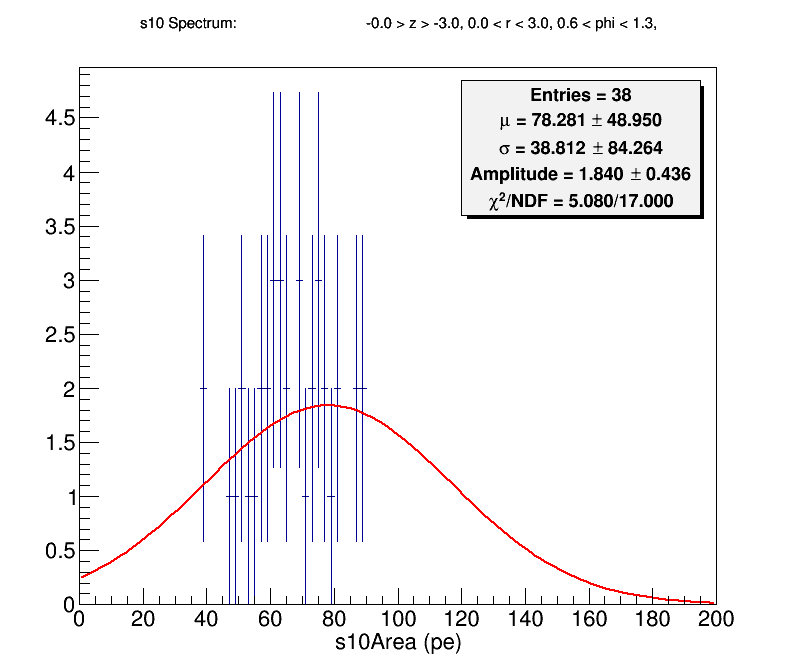 s10 Spectrum: -0.0 > z > -3.0, 0.0 < r < 3.0, 0.6 < phi < 1.3,
Entries = 38
μ = 78.281 ± 48.950
σ = 38.812 ± 84.264
Amplitude = 1.840 ± 0.436
χ²/NDF = 5.080/17.000
4.5
4
3.5
3
2.5
2
1.5
1
0.5
0
0 20 40 60 80 100 120 140 160 180 200
s10Area (pe)